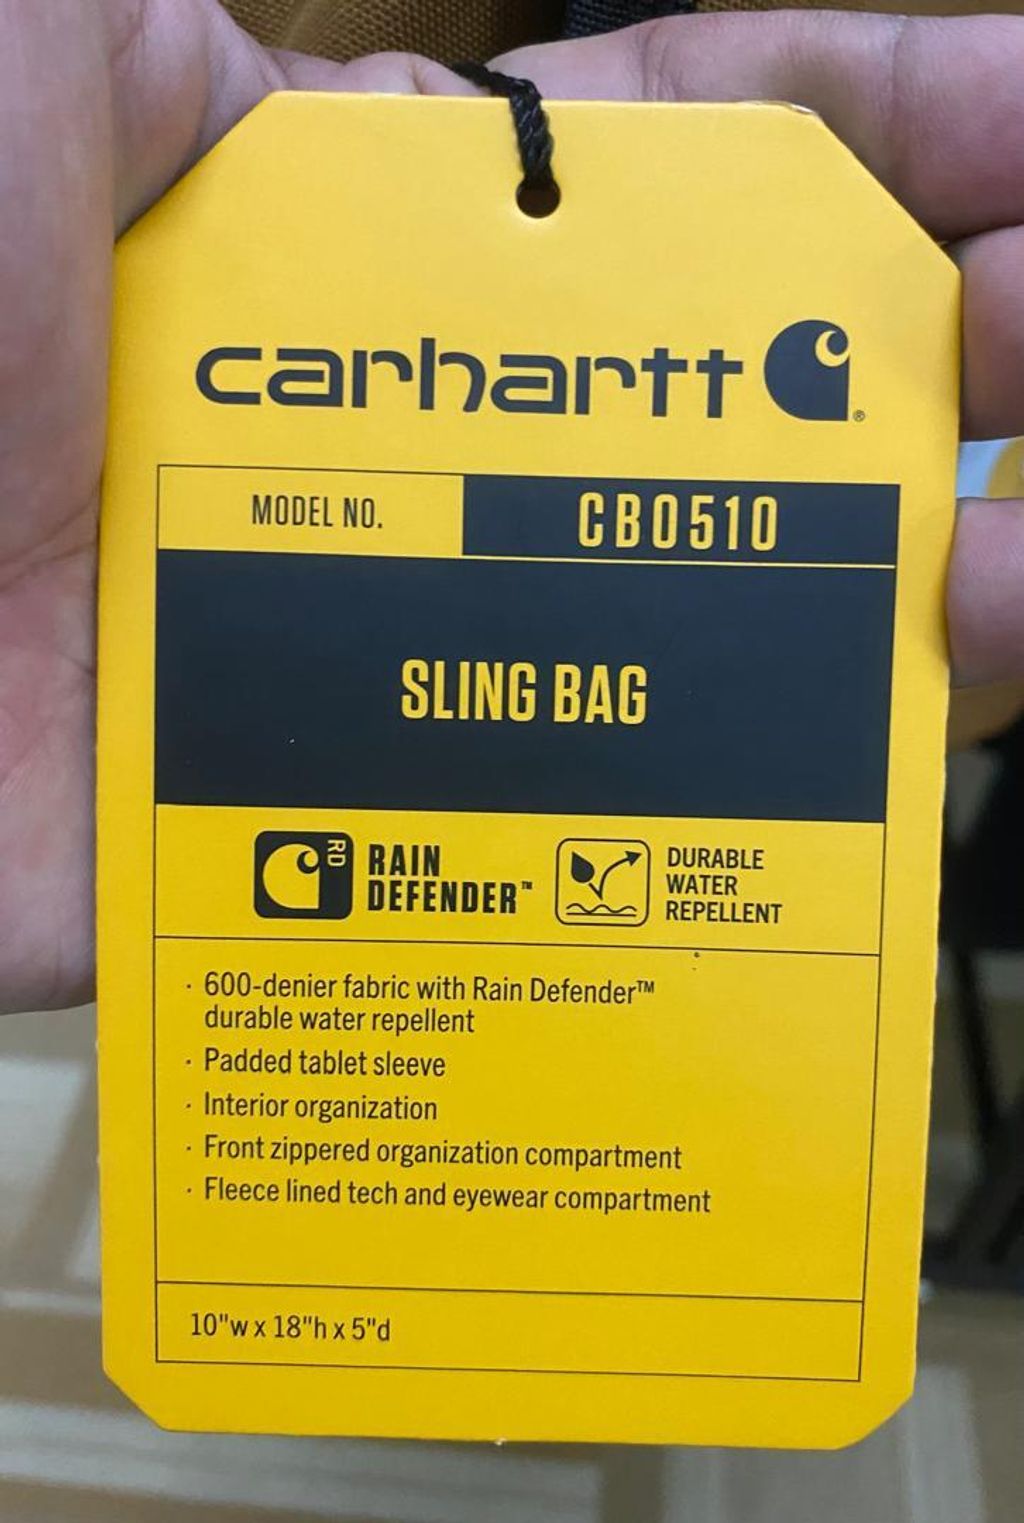 carhartt ®
MODEL NO. CB0510
SLING BAG
RD
RAIN
DEFENDER™
DURABLE
WATER
REPELLENT
· 600-denier fabric with Rain Defender™
durable water repellent
· Padded tablet sleeve
· Interior organization
· Front zippered organization compartment
· Fleece lined tech and eyewear compartment
10"w x 18"h x 5"d